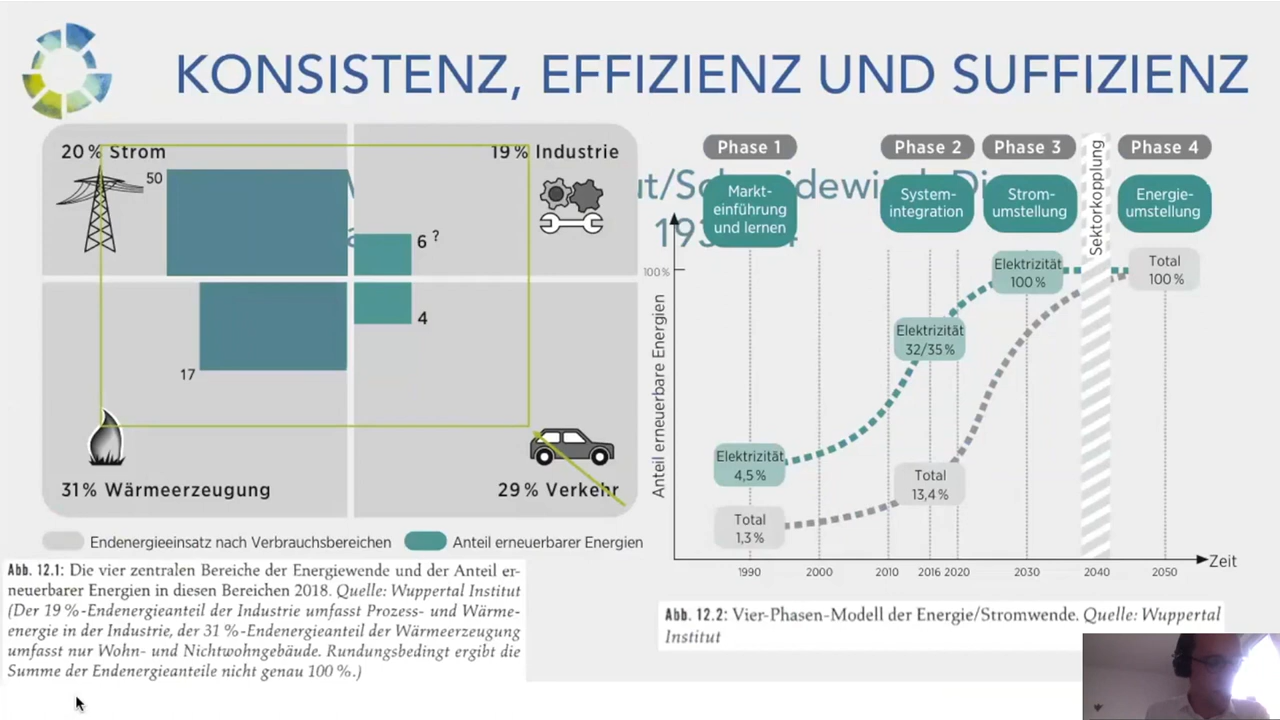 KONSISTENZ, EFFIZIENZ UND SUFFIZIENZ
20 % Strom
50
19 % Industrie
6 ?
4
17
31 % Wärmeerzeugung
29 % Verkehr
Endenergieeinsatz nach Verbrauchsbereichen
Anteil erneuerbarer Energien
Abb. 12.1: Die vier zentralen Bereiche der Energiewende und der Anteil er-
neuerbarer Energien in diesen Bereichen 2018. Quelle: Wuppertal Institut
(Der 19 %-Endenergieanteil der Industrie umfasst Prozess- und Wärme-
energie in der Industrie, der 31 %-Endenergieanteil der Wärmeerzeugung
umfasst nur Wohn- und Nichtwohngebäude. Rundungsbedingt ergibt die
Summe der Endenergieanteile nicht genau 100 %.)
Phase 1
Phase 2
Phase 3
Phase 4
Markt-
einführung
und lernen
System-
integration
Strom-
umstellung
Sektorkopplung
Energie-
umstellung
Anteil erneuerbare Energien
100 %
Elektrizität
100 %
Total
100 %
Elektrizität
32/35 %
Elektrizität
4,5 %
Total
13,4 %
Total
1,3 %
Zeit
1990
2000
2010
2016
2020
2030
2040
2050
Abb. 12.2: Vier-Phasen-Modell der Energie/Stromwende. Quelle: Wuppertal
Institut